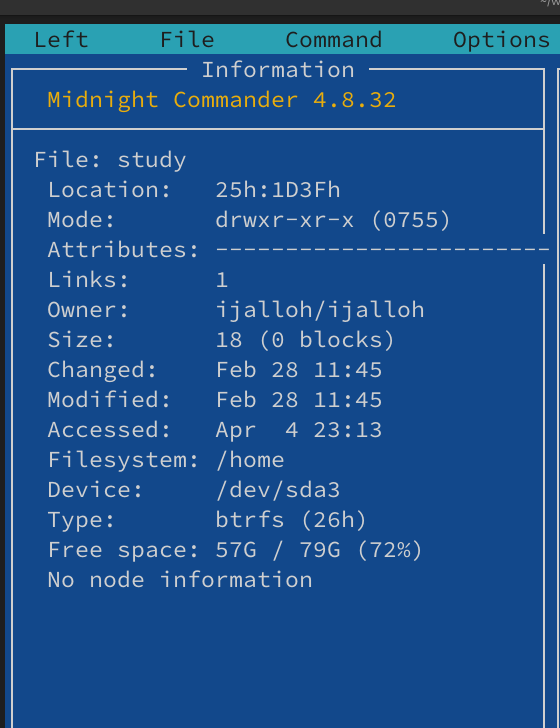 ~/w
Left File Command Options
Information
Midnight Commander 4.8.32
File: study
Location: 25h:1D3Fh
Mode: drwxr-xr-x (0755)
Attributes: ------------------------
Links: 1
Owner: ijalloh/ijalloh
Size: 18 (0 blocks)
Changed: Feb 28 11:45
Modified: Feb 28 11:45
Accessed: Apr  4 23:13
Filesystem: /home
Device: /dev/sda3
Type: btrfs (26h)
Free space: 57G / 79G (72%)
No node information